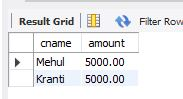 Result Grid Filter Row
cname amount
Mehul 5000.00
Kranti 5000.00